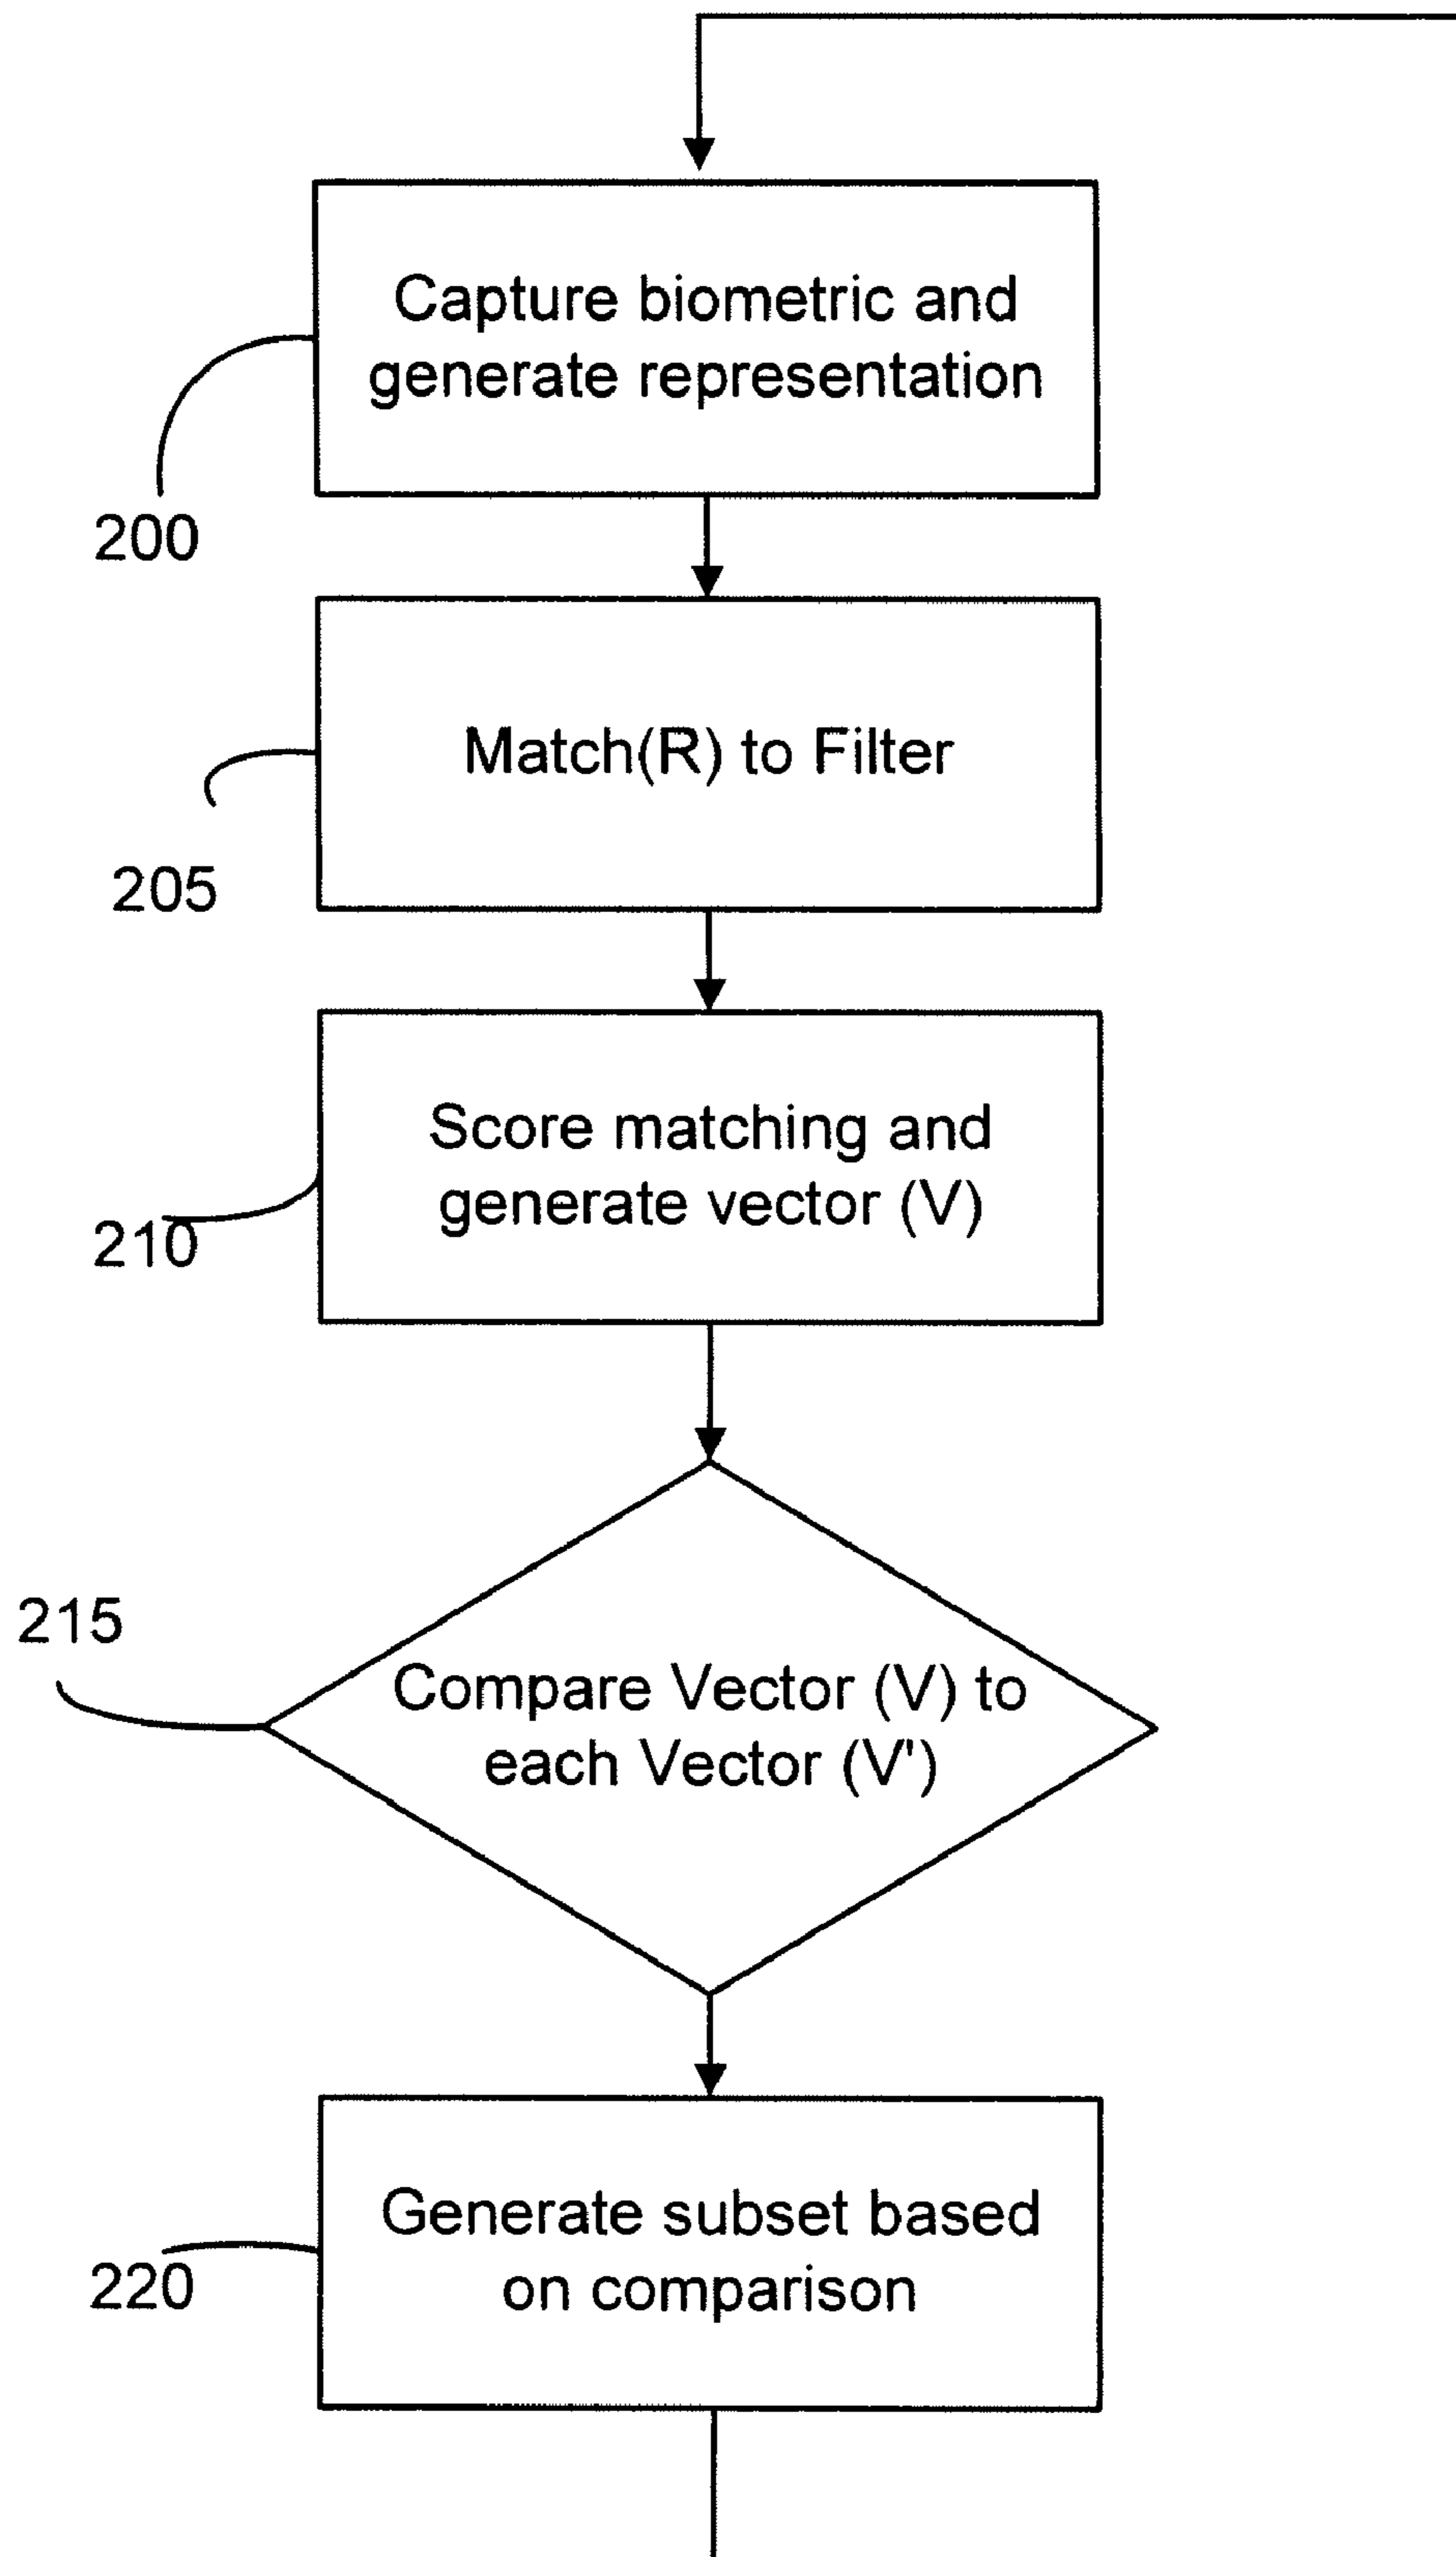 Capture biometric and
generate representation
200
Match(R) to Filter
205
Score matching and
generate vector (V)
210
215
Compare Vector (V) to
each Vector (V')
Generate subset based
on comparison
220